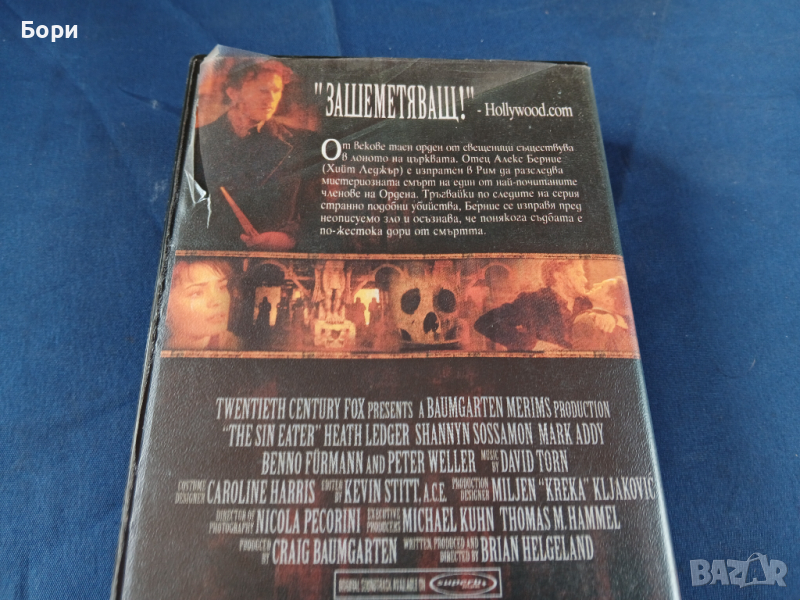 Бори
"ЗАШЕМЕТЯВАЩ!" - Hollywood.com
От векове таен орден от свещеници съществува
в лоното на църквата. Отец Алекс Берние
(Хийт Леджър) е изпратен в Рим да разследва
мистериозната смърт на един от най-почитаните
членове на Ордена. Тръгвайки по следите на серия
странно подобни убийства, Берние се изправя пред
неописуемо зло и осъзнава, че понякога съдбата е
по-жестока дори от смъртта.
TWENTIETH CENTURY FOX PRESENTS A BAUMGARTEN MERIMS PRODUCTION
"THE SIN EATER" HEATH LEDGER SHANNYN SOSSAMON MARK ADDY
BENNO FÜRMANN AND PETER WELLER MUSIC BY DAVID TORN
COSTUME DESIGNER CAROLINE HARRIS EDITED BY KEVIN STITT, A.C.E. PRODUCTION DESIGNER MILJEN "KREKA" KLJAKOVIC
DIRECTOR OF PHOTOGRAPHY NICOLA PECORINI EXECUTIVE PRODUCERS MICHAEL KUHN THOMAS M. HAMMEL
PRODUCED BY CRAIG BAUMGARTEN WRITTEN PRODUCED AND DIRECTED BY BRIAN HELGELAND
ORIGINAL SOUNDTRACK AVAILABLE ON superb
BAZAR